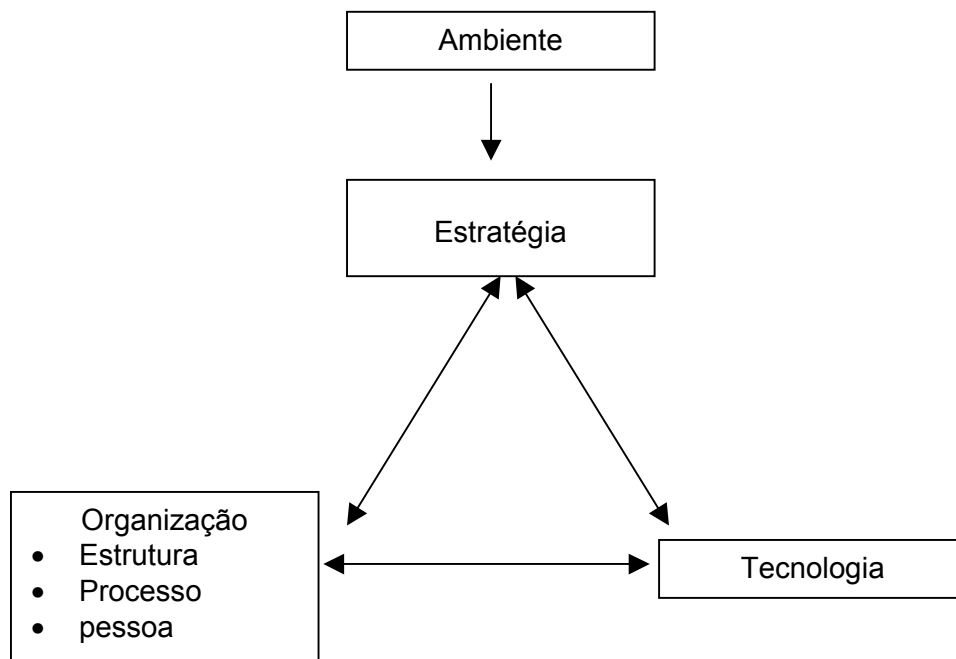 Ambiente
Estratégia
Organização
• Estrutura
• Processo
• pessoa
Tecnologia